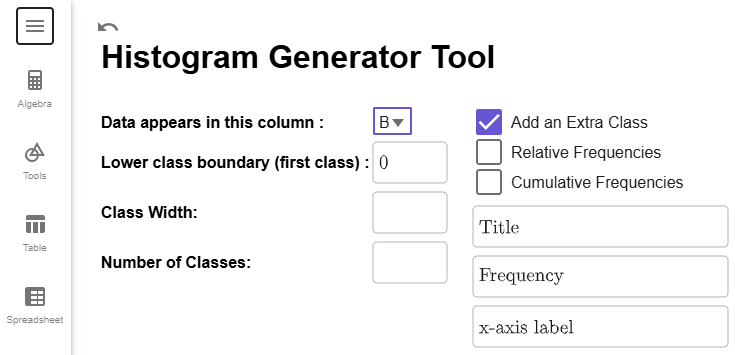 Histogram Generator Tool
Algebra
Tools
Table
Spreadsheet
Data appears in this column : B
Lower class boundary (first class) : 0
Class Width:
Number of Classes:
Add an Extra Class
Relative Frequencies
Cumulative Frequencies
Title
Frequency
x-axis label